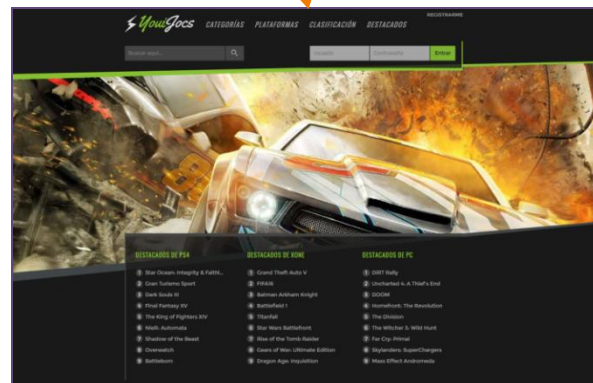 REGISTRARME
YouiJocs CATEGORÍAS PLATAFORMAS CLASIFICACIÓN DESTACADOS
Buscar aquí...
Usuario Contraseña Entrar
DESTACADOS DE PS4
1 Star Ocean: Integrity & Faithl...
2 Gran Turismo Sport
3 Dark Souls III
4 Final Fantasy XV
5 The King of Fighters XIV
6 NieR: Automata
7 Shadow of the Beast
8 Overwatch
9 Battleborn
DESTACADOS DE XONE
1 Grand Theft Auto V
2 FIFA16
3 Batman Arkham Knight
4 Battlefield 1
5 Titanfall
6 Star Wars Battlefront
7 Rise of the Tomb Raider
8 Gears of War: Ultimate Edition
9 Dragon Age: Inquisition
DESTACADOS DE PC
1 DiRT Rally
2 Uncharted 4: A Thief's End
3 DOOM
4 Homefront: The Revolution
5 The Division
6 The Witcher 3: Wild Hunt
7 Far Cry: Primal
8 Skylanders: SuperChargers
9 Mass Effect Andromeda